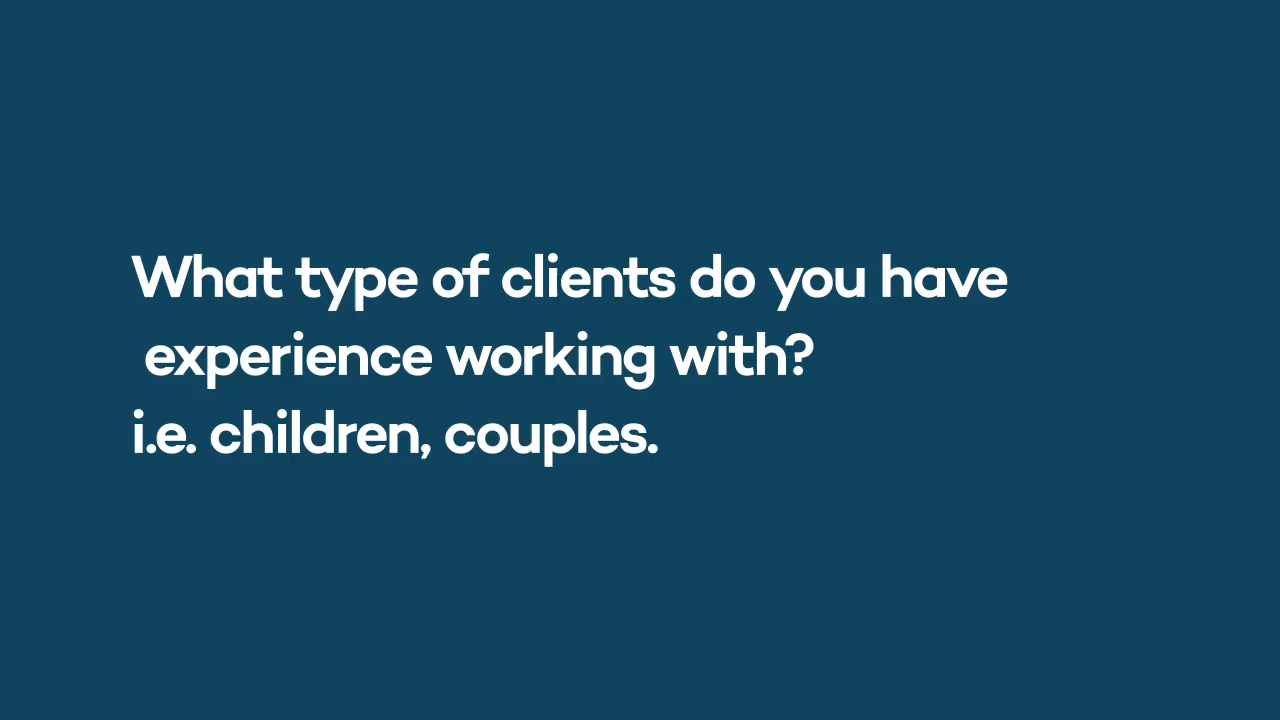 What type of clients do you have
experience working with?
i.e. children, couples.